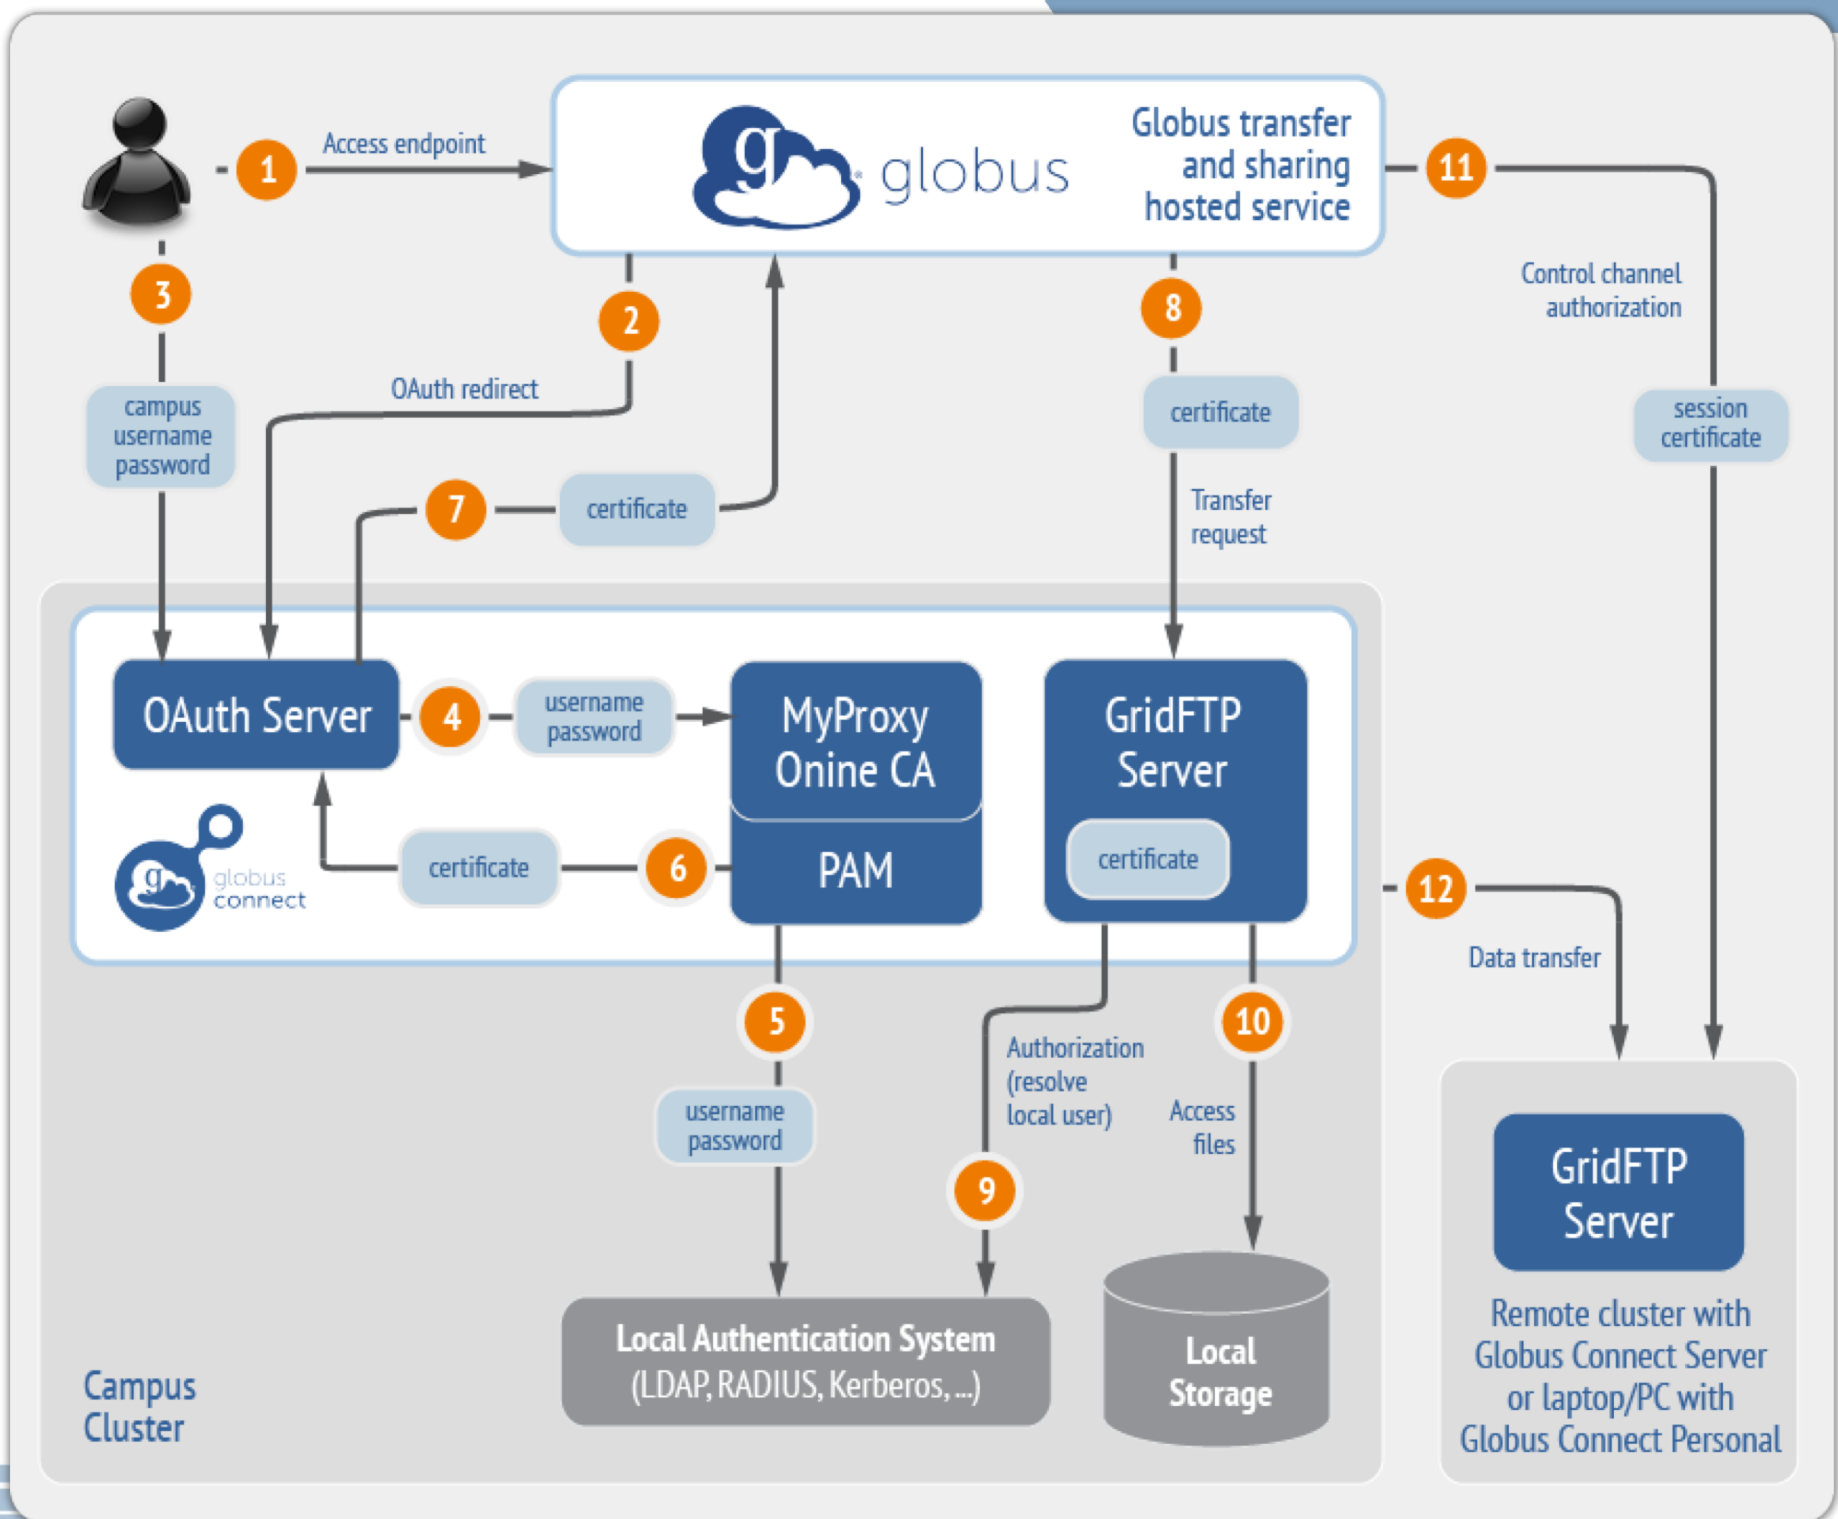 1
Access endpoint
g globus
Globus transfer
and sharing
hosted service
11
3
2
8
Control channel
authorization
campus
username
password
OAuth redirect
certificate
session
certificate
7
certificate
Transfer
request
OAuth Server
4
username
password
MyProxy
Onine CA
GridFTP
Server
g globus
connect
certificate
6
PAM
certificate
12
Data transfer
5
10
Authorization
(resolve
local user)
Access
files
username
password
9
GridFTP
Server
Local Authentication System
(LDAP, RADIUS, Kerberos, ...)
Local
Storage
Campus
Cluster
Remote cluster with
Globus Connect Server
or laptop/PC with
Globus Connect Personal